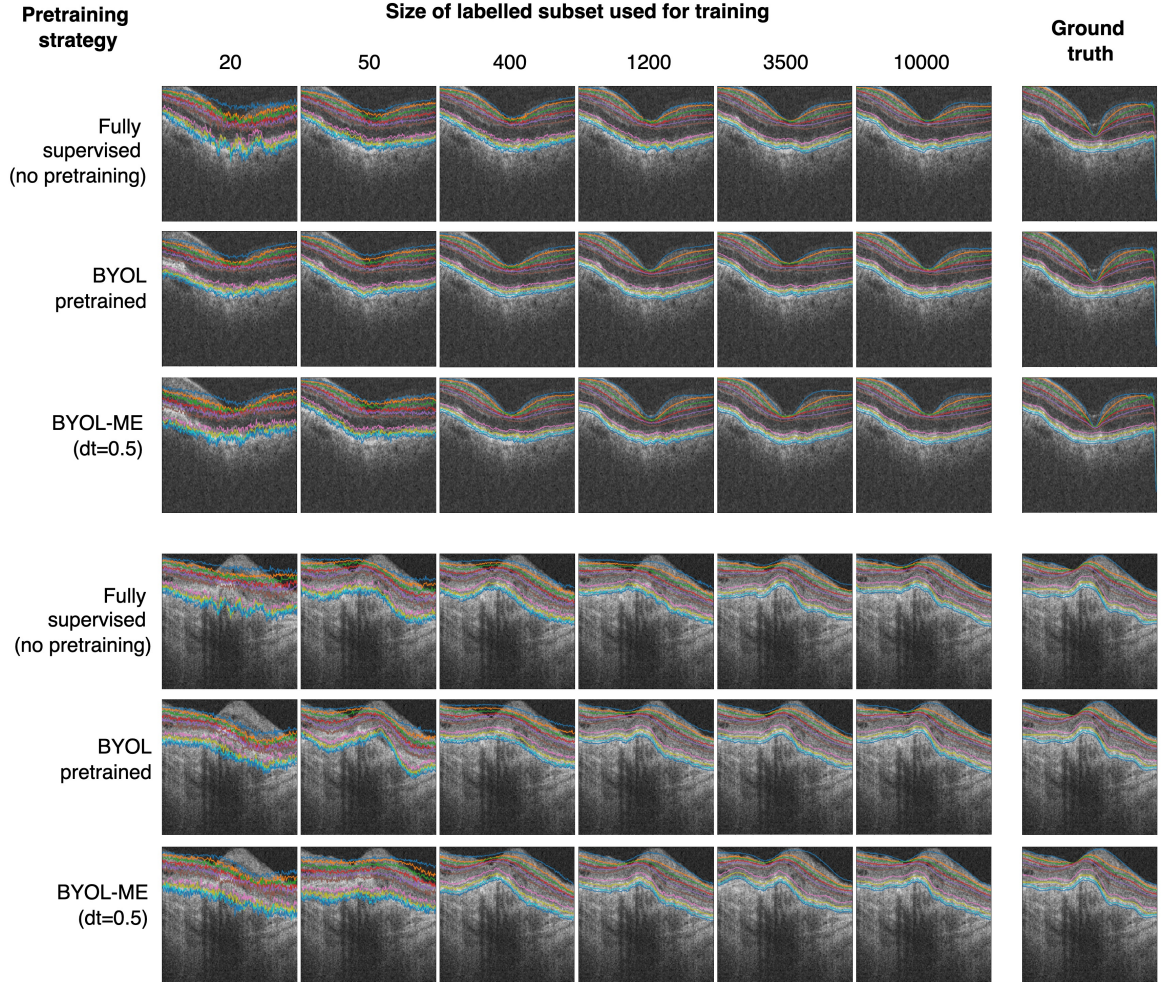 Pretraining
strategy
Size of labelled subset used for training
Ground
truth
20 50 400 1200 3500 10000
Fully
supervised
(no pretraining)
BYOL
pretrained
BYOL-ME
(dt=0.5)
Fully
supervised
(no pretraining)
BYOL
pretrained
BYOL-ME
(dt=0.5)